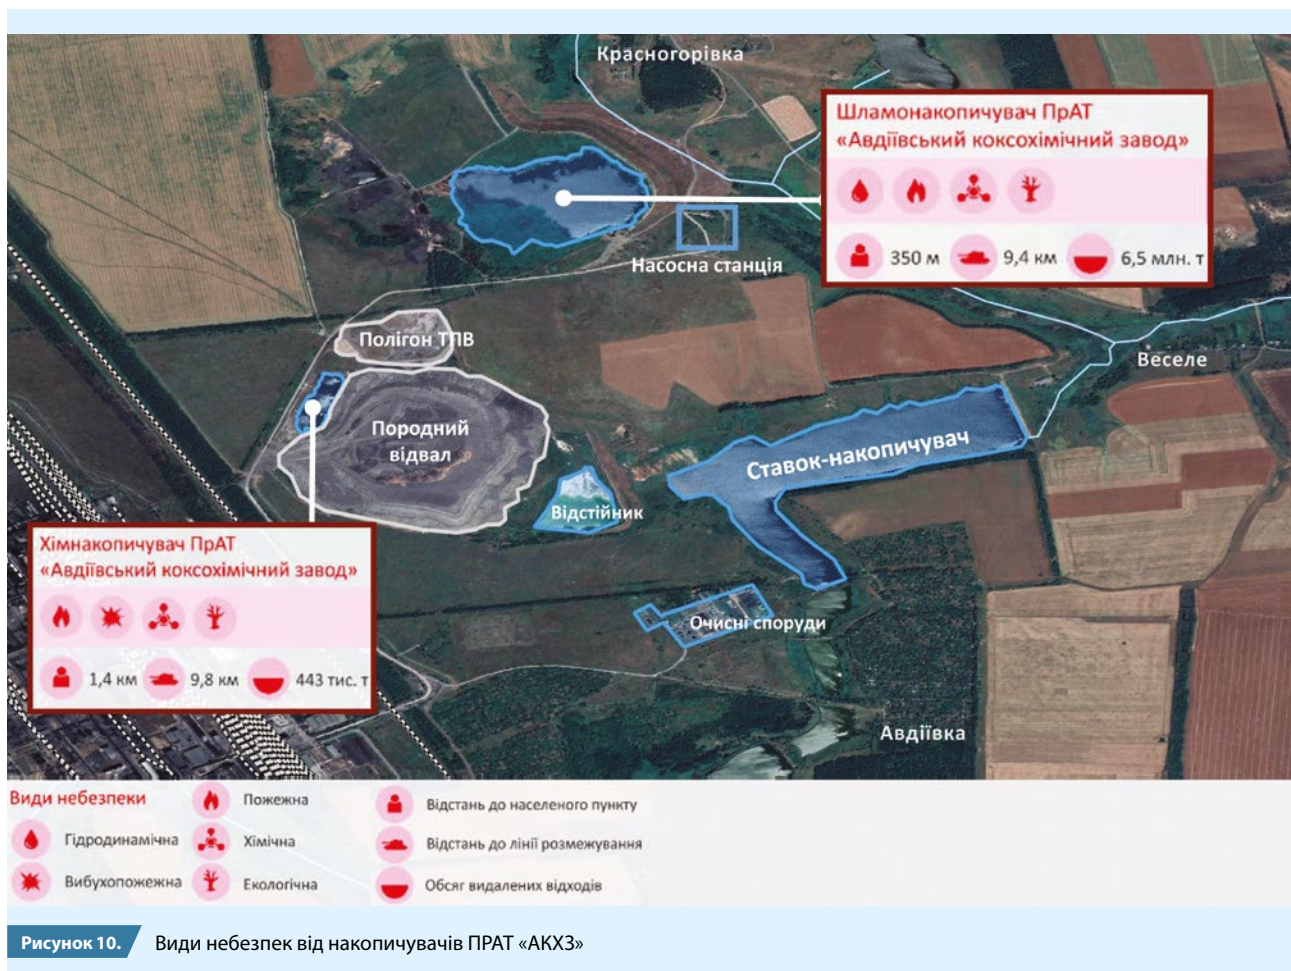 Красногорівка
Шламонакопичувач ПрАТ
«Авдіївський коксохімічний завод»
350 м
9,4 км
6,5 млн. т
Насосна станція
Полігон ТПВ
Веселе
Породний
відвал
Ставок-накопичувач
Відстійник
Хімнакопичувач ПрАТ
«Авдіївський коксохімічний завод»
1,4 км
9,8 км
443 тис. т
Очисні споруди
Авдіївка
Види небезпеки
Гідродинамічна
Вибухопожежна
Пожежна
Хімічна
Екологічна
Відстань до населеного пункту
Відстань до лінії розмежування
Обсяг видалених відходів
Рисунок 10. Види небезпек від накопичувачів ПРАТ «АКХЗ»